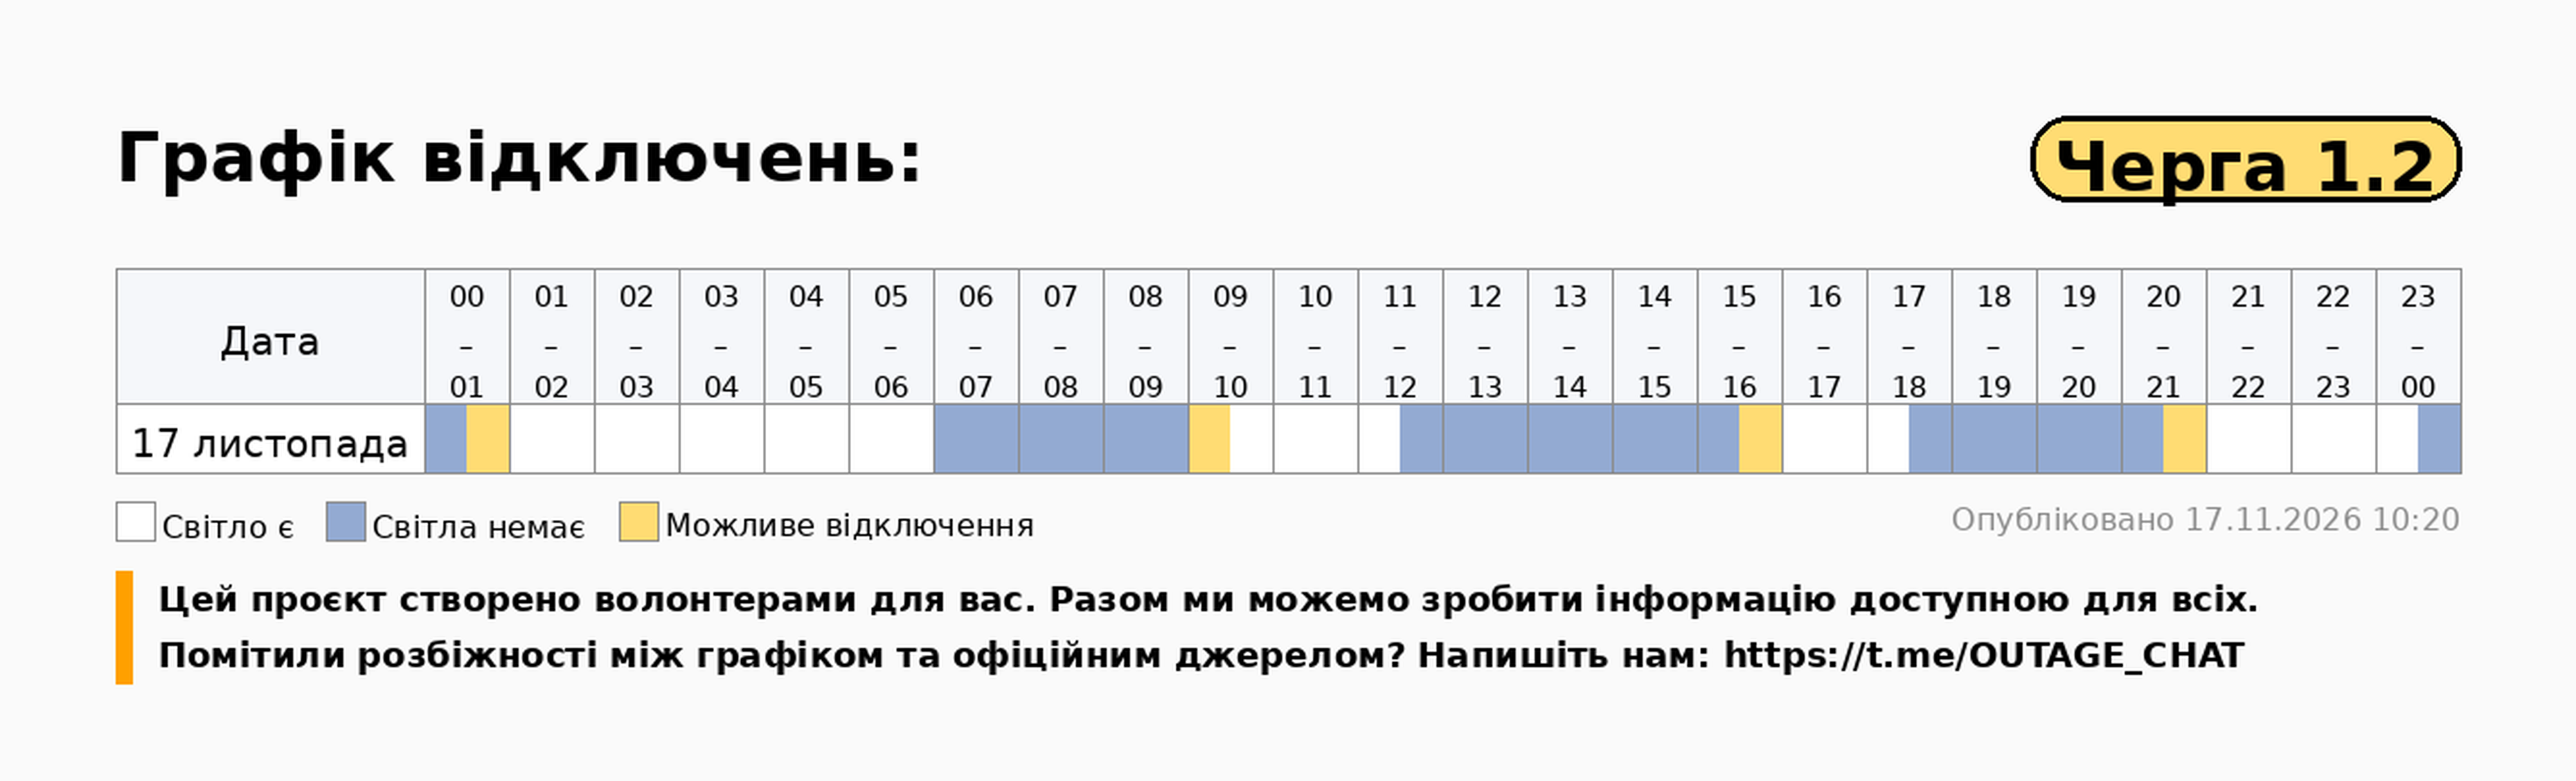 Графік відключень:
Черга 1.2
Дата 00 – 01 01 – 02 02 – 03 03 – 04 04 – 05 05 – 06 06 – 07 07 – 08 08 – 09 09 – 10 10 – 11 11 – 12 12 – 13 13 – 14 14 – 15 15 – 16 16 – 17 17 – 18 18 – 19 19 – 20 20 – 21 21 – 22 22 – 23 23 – 00
17 листопада
Світло є Світла немає Можливе відключення
Опубліковано 17.11.2026 10:20
Цей проєкт створено волонтерами для вас. Разом ми можемо зробити інформацію доступною для всіх.
Помітили розбіжності між графіком та офіційним джерелом? Напишіть нам: https://t.me/OUTAGE_CHAT